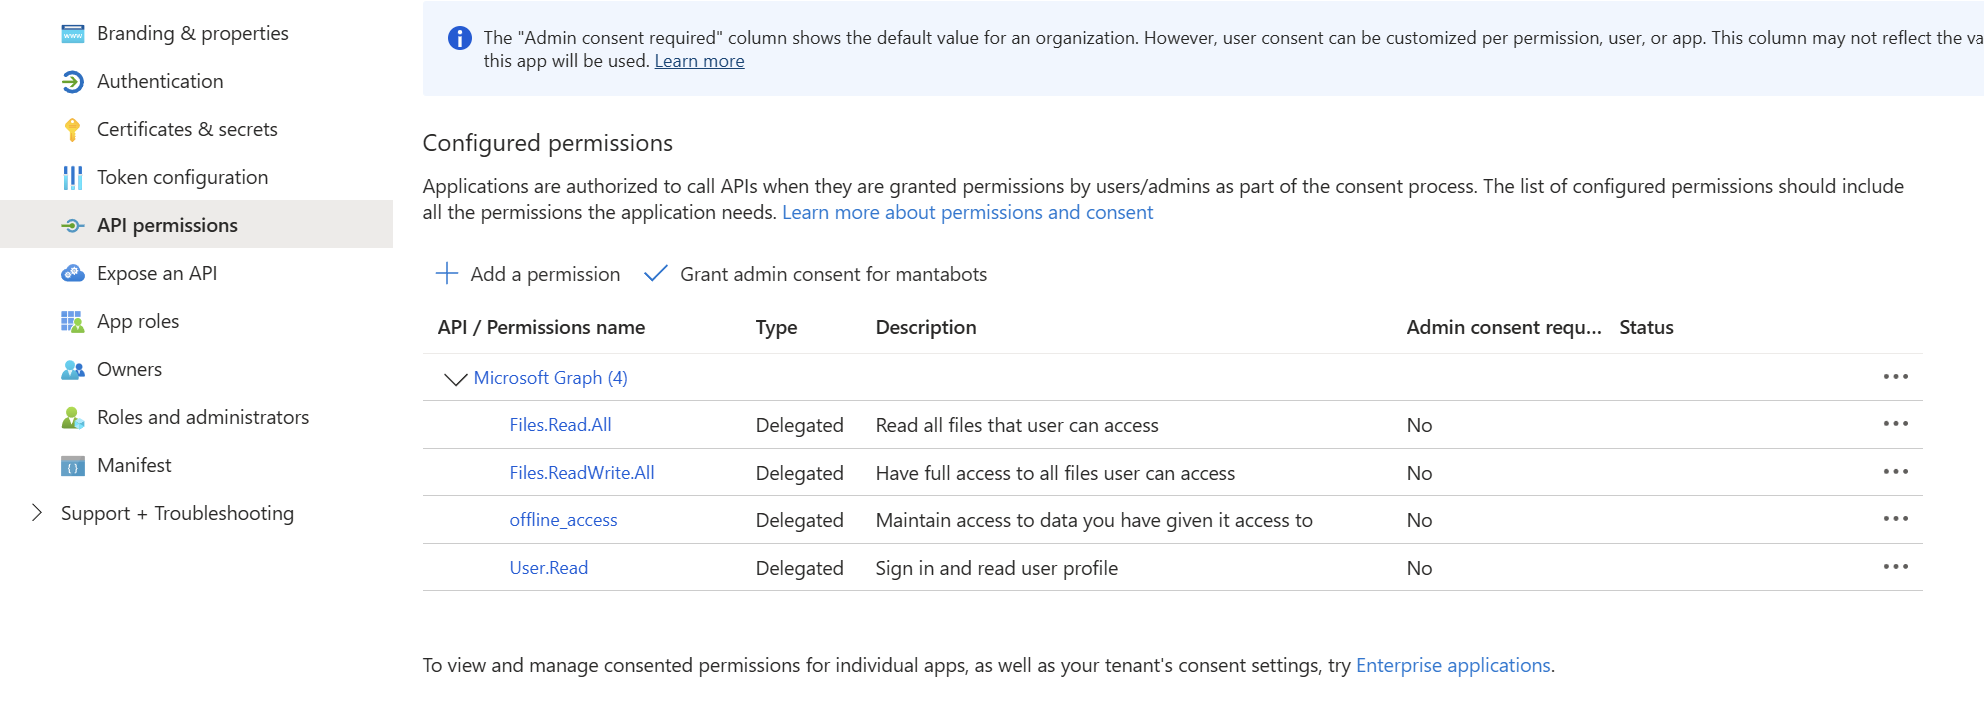 Branding & properties
Authentication
Certificates & secrets
Token configuration
API permissions
Expose an API
App roles
Owners
Roles and administrators
Manifest
Support + Troubleshooting
The "Admin consent required" column shows the default value for an organization. However, user consent can be customized per permission, user, or app. This column may not reflect the va
this app will be used. Learn more
Configured permissions
Applications are authorized to call APIs when they are granted permissions by users/admins as part of the consent process. The list of configured permissions should include
all the permissions the application needs. Learn more about permissions and consent
Add a permission Grant admin consent for mantabots
API / Permissions name Type Description Admin consent requ... Status
Microsoft Graph (4)
Files.Read.All Delegated Read all files that user can access No
Files.ReadWrite.All Delegated Have full access to all files user can access No
offline_access Delegated Maintain access to data you have given it access to No
User.Read Delegated Sign in and read user profile No
To view and manage consented permissions for individual apps, as well as your tenant's consent settings, try Enterprise applications.